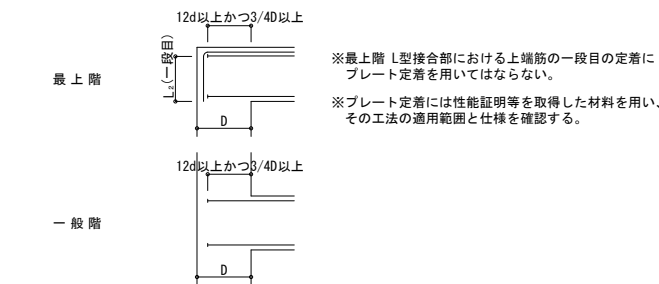 12d以上かつ3/4D以上
L2(一段目)
最上階
D
※最上階 L型接合部における上端筋の一段目の定着に
プレート定着を用いてはならない。
※プレート定着には性能証明等を取得した材料を用い、
その工法の適用範囲と仕様を確認する。
12d以上かつ3/4D以上
一般階
D